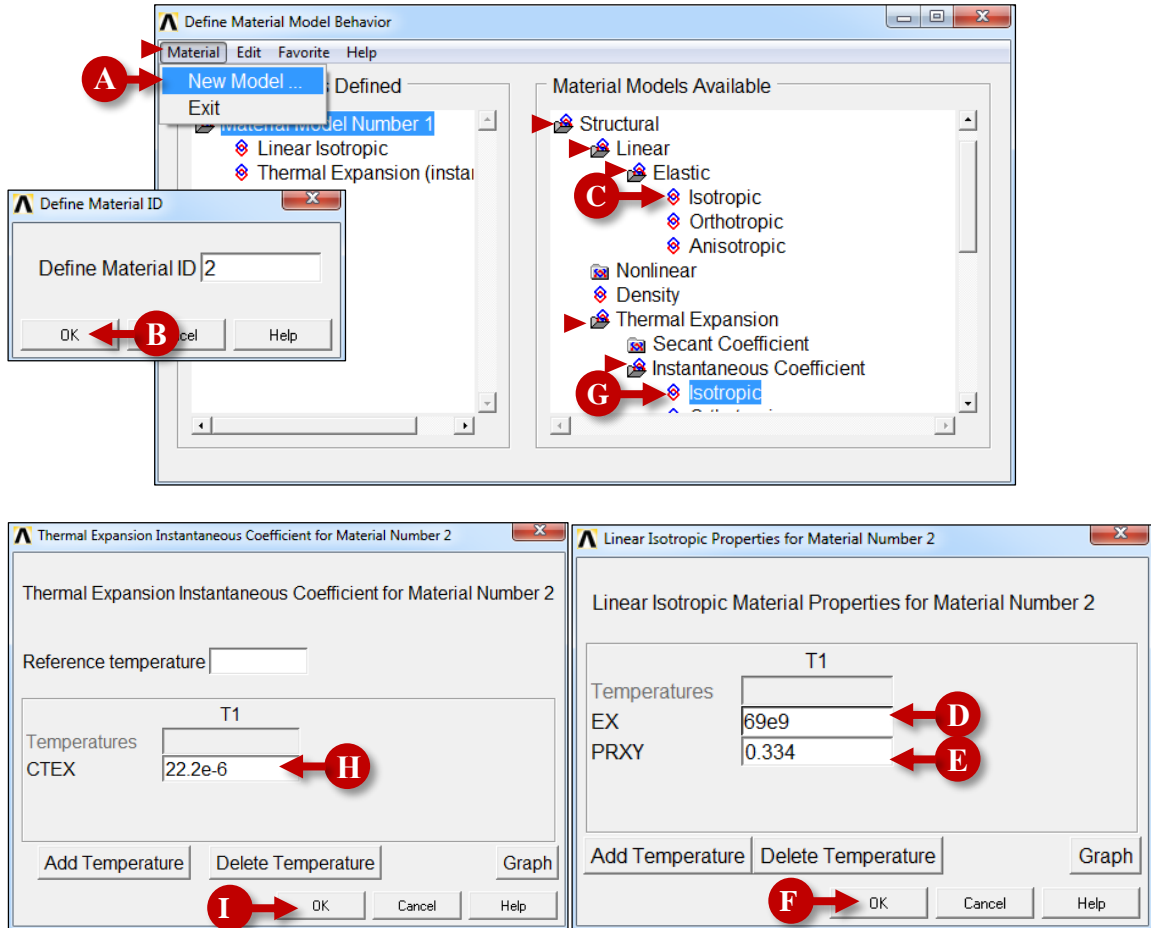 Define Material Model Behavior
Material Edit Favorite Help
A
New Model ...
Exit
Defined
Material Model Number 1
Linear Isotropic
Thermal Expansion (instar
Material Models Available
Structural
Linear
Elastic
C
Isotropic
Orthotropic
Anisotropic
Nonlinear
Density
Thermal Expansion
Secant Coefficient
Instantaneous Coefficient
G
Isotropic
Define Material ID
Define Material ID 2
OK
B
Help
Thermal Expansion Instantaneous Coefficient for Material Number 2
Thermal Expansion Instantaneous Coefficient for Material Number 2
Reference temperature
T1
Temperatures
CTEX 22.2e-6
H
Add Temperature Delete Temperature Graph
I
OK Cancel Help
Linear Isotropic Properties for Material Number 2
Linear Isotropic Material Properties for Material Number 2
T1
Temperatures
EX 69e9
D
PRXY 0.334
E
Add Temperature Delete Temperature Graph
F
OK Cancel Help